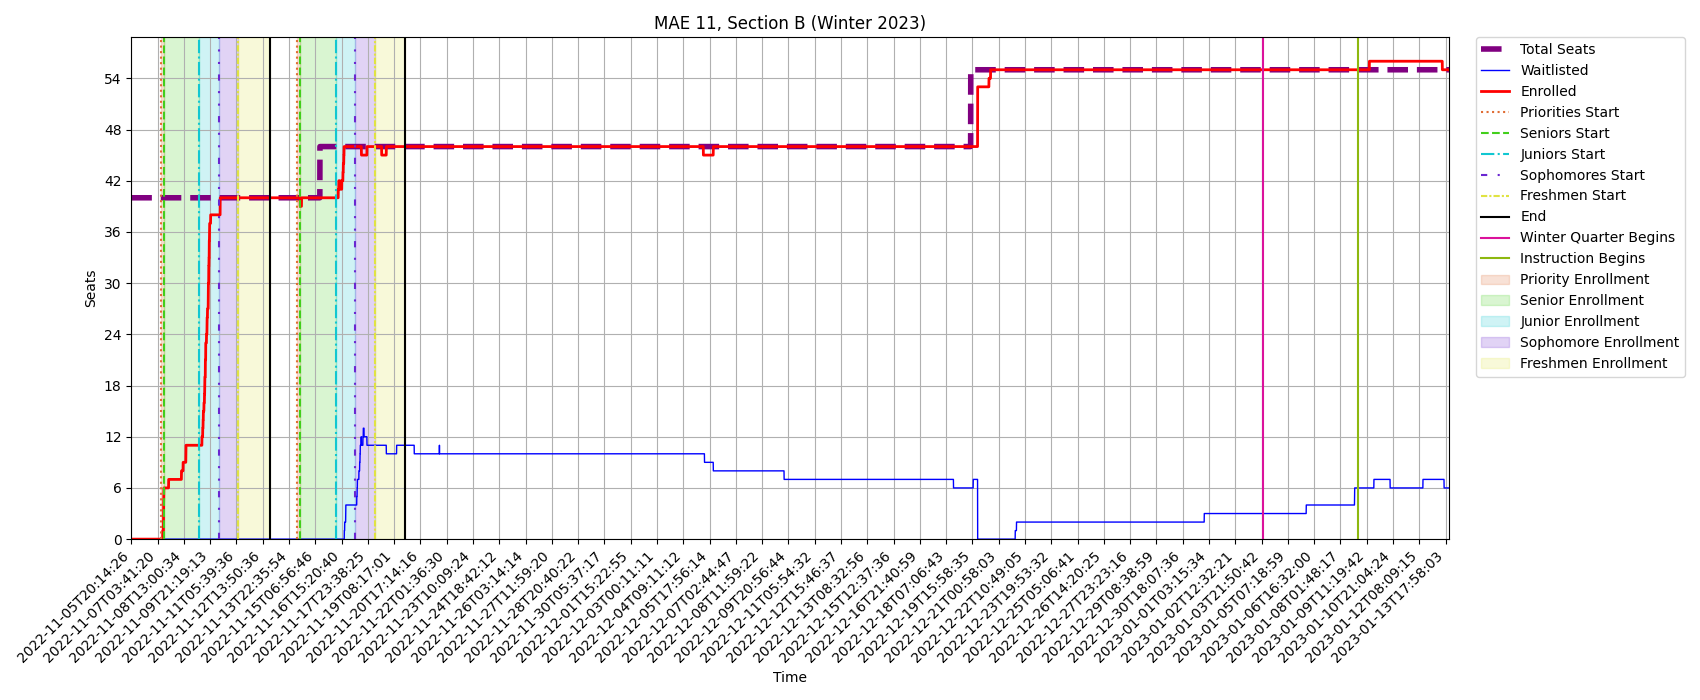 MAE 11, Section B (Winter 2023)
Seats
54
48
42
36
30
24
18
12
6
0
2022-11-05T20:14:26
2022-11-07T03:41:20
2022-11-08T13:00:34
2022-11-09T21:19:13
2022-11-11T05:39:36
2022-11-12T13:50:36
2022-11-13T22:35:54
2022-11-15T06:56:46
2022-11-16T15:20:40
2022-11-17T23:38:25
2022-11-19T08:17:01
2022-11-20T17:14:16
2022-11-22T01:36:30
2022-11-23T10:09:24
2022-11-24T18:42:12
2022-11-26T03:14:14
2022-11-27T11:59:20
2022-11-28T20:40:22
2022-11-30T05:37:17
2022-12-01T15:22:55
2022-12-03T00:11:11
2022-12-04T09:11:12
2022-12-05T17:56:14
2022-12-07T02:44:47
2022-12-08T11:59:22
2022-12-09T20:56:44
2022-12-11T05:54:32
2022-12-12T15:46:37
2022-12-13T08:32:56
2022-12-15T12:37:36
2022-12-16T21:40:59
2022-12-18T07:06:43
2022-12-19T15:58:35
2022-12-21T00:58:03
2022-12-22T10:49:05
2022-12-23T19:53:32
2022-12-25T05:06:41
2022-12-26T14:20:25
2022-12-27T23:23:16
2022-12-29T08:38:59
2022-12-30T18:07:36
2023-01-01T03:15:34
2023-01-02T12:32:21
2023-01-03T21:50:42
2023-01-05T07:18:59
2023-01-06T16:32:00
2023-01-08T01:48:17
2023-01-09T11:19:42
2023-01-10T21:04:24
2023-01-12T08:09:15
2023-01-13T17:58:03
Time
Total Seats
Waitlisted
Enrolled
Priorities Start
Seniors Start
Juniors Start
Sophomores Start
Freshmen Start
End
Winter Quarter Begins
Instruction Begins
Priority Enrollment
Senior Enrollment
Junior Enrollment
Sophomore Enrollment
Freshmen Enrollment